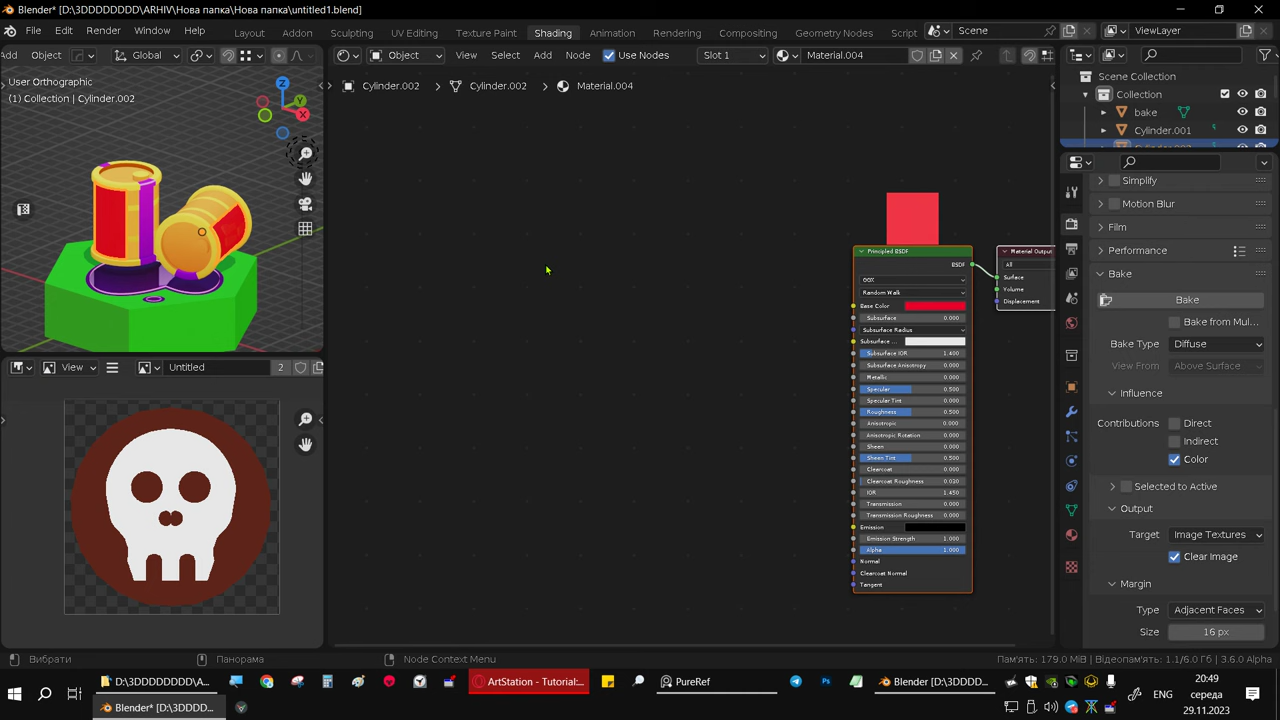 Blender* [D:\3DDDDDDDD\ARHIV\Нова папка\Нова папка\untitled1.blend]
File Edit Render Window Help
Layout Modeling Sculpting UV Editing Texture Paint Shading Animation Rendering Compositing Geometry Nodes Script
Scene
ViewLayer
Add Object
Global
Object
View Select Add Node
Use Nodes
Slot 1
Material.004
User Orthographic
(1) Collection | Cylinder.002
Z
Y
X
Cylinder.002 > Cylinder.002 > Material.004
Scene Collection
Collection
bake
Cylinder.001
View
Untitled
2
Principled BSDF
BSDF
GGX
Random Walk
Base Color
Subsurface 0.000
Subsurface Radius
Subsurface ...
Subsurface IOR 1.400
Subsurface Anisotropy 0.000
Metallic 0.000
Specular 0.500
Specular Tint 0.000
Roughness 0.500
Anisotropic 0.000
Anisotropic Rotation 0.000
Sheen 0.000
Sheen Tint 0.500
Clearcoat 0.000
Clearcoat Roughness 0.030
IOR 1.450
Transmission 0.000
Transmission Roughness 0.000
Emission
Emission Strength 1.000
Alpha 1.000
Normal
Clearcoat Normal
Tangent
Material Output
All
Surface
Volume
Displacement
Simplify
Motion Blur
Film
Performance
Bake
Bake
Bake from Mul...
Bake Type Diffuse
View From Above Surface
Influence
Contributions Direct
Indirect
Color
Selected to Active
Output
Target Image Textures
Clear Image
Margin
Type Adjacent Faces
Size 16 px
Вибрати Панорама Node Context Menu
Пам'ять: 179.0 MiB | Відеопам'ять: 1.1/6.0 Гб | 3.6.0 Alpha
D:\3DDDDDDDD\A...
ArtStation - Tutorial:...
PureRef
Blender [D:\3DDDD...
ENG
20:49
середа
29.11.2023
Blender* [D:\3DDDD...